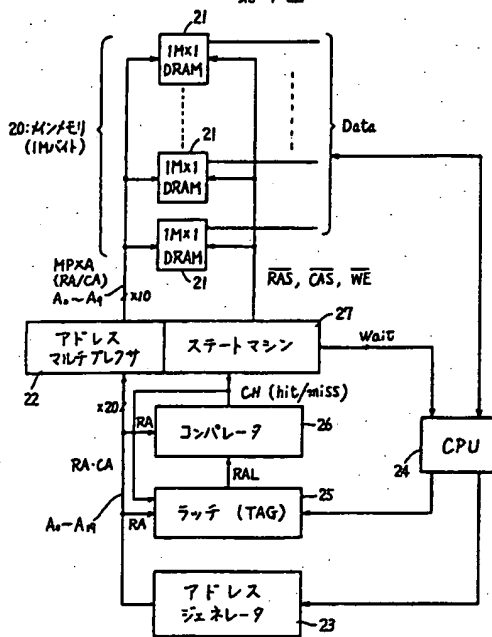 21
1M×1
DRAM
20:メインメモリ
(1Mバイト)
Data
21
1M×1
DRAM
1M×1
DRAM
21
MPXA
(RA/CA)
A₀~A₉
×10
RAS, CAS, WE
27
アドレス
マルチプレクサ
ステートマシン
Wait
22
×20
CH (hit/miss)
RA
コンパレータ
26
24
CPU
RA·CA
RAL
25
ラッチ (TAG)
A₀~A₁₉
RA
アドレス
ジェネレータ
23